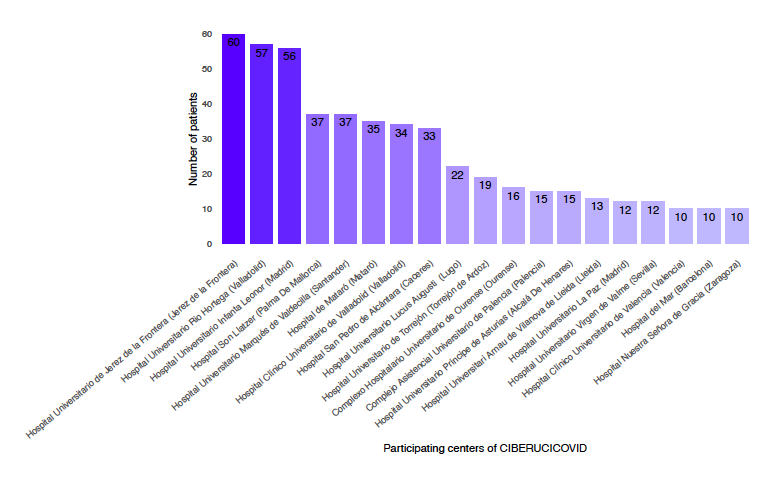 60
50
40
30
20
10
0
Number of patients
60
57
56
37
37
35
34
33
22
19
16
15
15
13
12
12
10
10
10
Hospital Universitario de Jerez de la Frontera (Jerez de la Frontera)
Hospital Universitario Río Hortega (Valladolid)
Hospital Universitario Infanta Leonor (Madrid)
Hospital Son Llatzer (Palma De Mallorca)
Hospital Universitario Marqués de Valdecilla (Santander)
Hospital de Mataró (Mataró)
Hospital Clínico Universitario de Valladolid (Valladolid)
Hospital San Pedro de Alcántara (Caceres)
Hospital Universitario Lucus Augusti (Lugo)
Hospital Universitario de Torrejón (Torrejón de Ardoz)
Complexo Hospitalario Universitario de Ourense (Ourense)
Complejo Asistencial Universitario de Palencia (Palencia)
Hospital Universitario Príncipe de Asturias (Alcalá De Henares)
Hospital Universitari Arnau de Vilanova de Lleida (Lleida)
Hospital Universitario La Paz (Madrid)
Hospital Universitario Virgen de Valme (Sevilla)
Hospital Clínico Universitario de Valencia (Valencia)
Hospital del Mar (Barcelona)
Hospital Nuestra Señora de Gracia (Zaragoza)
Participating centers of CIBERUCICOVID